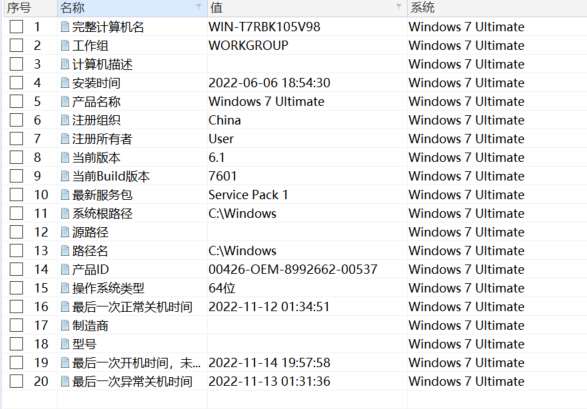 序号 名称 值 系统
1 完整计算机名 WIN-T7RBK105V98 Windows 7 Ultimate
2 工作组 WORKGROUP Windows 7 Ultimate
3 计算机描述 Windows 7 Ultimate
4 安装时间 2022-06-06 18:54:30 Windows 7 Ultimate
5 产品名称 Windows 7 Ultimate Windows 7 Ultimate
6 注册组织 China Windows 7 Ultimate
7 注册所有者 User Windows 7 Ultimate
8 当前版本 6.1 Windows 7 Ultimate
9 当前Build版本 7601 Windows 7 Ultimate
10 最新服务包 Service Pack 1 Windows 7 Ultimate
11 系统根路径 C:\Windows Windows 7 Ultimate
12 源路径 Windows 7 Ultimate
13 路径名 C:\Windows Windows 7 Ultimate
14 产品ID 00426-OEM-8992662-00537 Windows 7 Ultimate
15 操作系统类型 64位 Windows 7 Ultimate
16 最后一次正常关机时间 2022-11-12 01:34:51 Windows 7 Ultimate
17 制造商 Windows 7 Ultimate
18 型号 Windows 7 Ultimate
19 最后一次开机时间，未... 2022-11-14 19:57:58 Windows 7 Ultimate
20 最后一次异常关机时间 2022-11-13 01:31:36 Windows 7 Ultimate